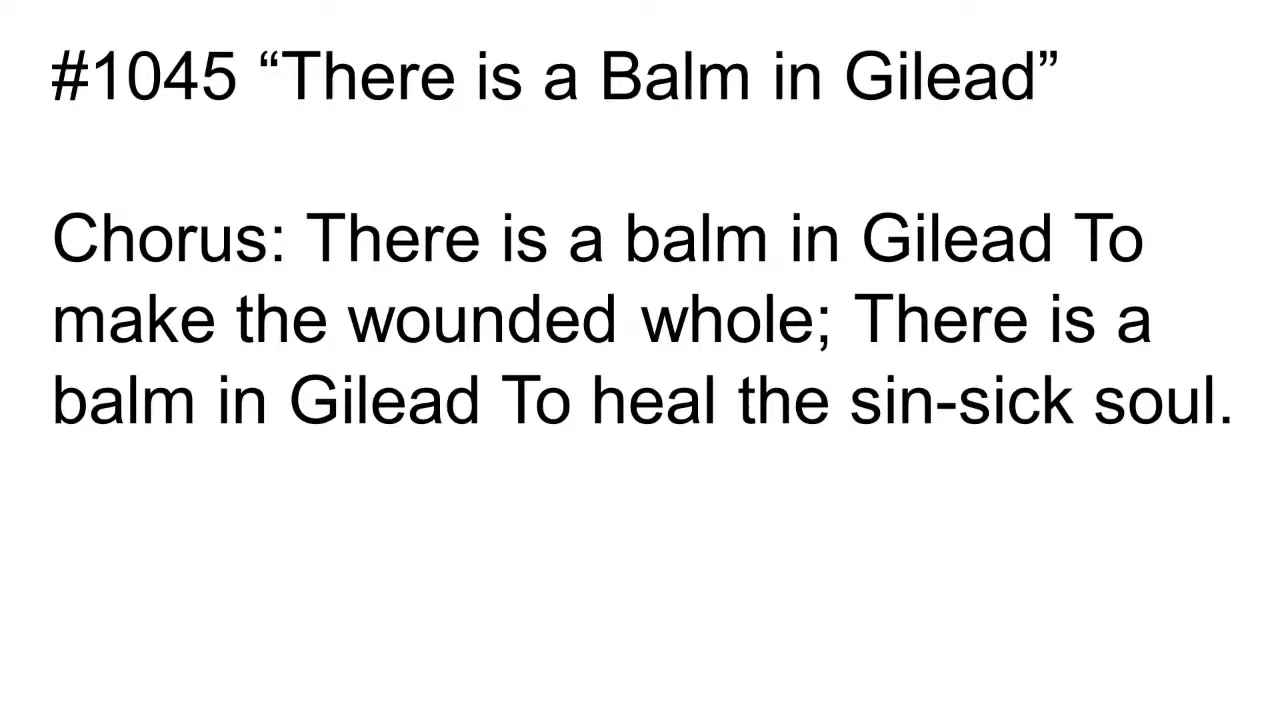 #1045 “There is a Balm in Gilead”
Chorus: There is a balm in Gilead To
make the wounded whole; There is a
balm in Gilead To heal the sin-sick soul.